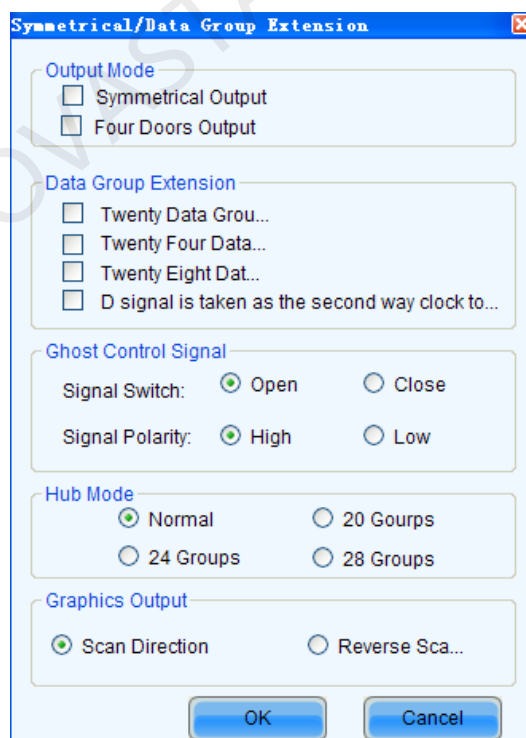 Symmetrical/Data Group Extension
Output Mode
Symmetrical Output
Four Doors Output
Data Group Extension
Twenty Data Grou...
Twenty Four Data...
Twenty Eight Dat...
D signal is taken as the second way clock to...
Ghost Control Signal
Signal Switch: Open Close
Signal Polarity: High Low
Hub Mode
Normal 20 Gourps
24 Groups 28 Groups
Graphics Output
Scan Direction Reverse Sca...
OK Cancel